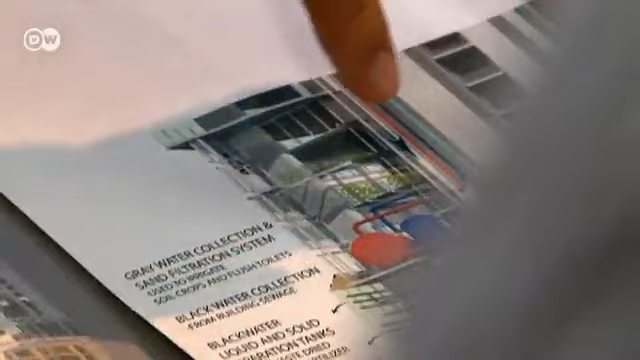 DW
GRAY WATER COLLECTION &
SAND FILTRATION SYSTEM
USED TO IRRIGATE
SOIL CROPS AND FLUSH TOILETS
BLACK WATER COLLECTION
FROM BUILDING SEWAGE
BLACKWATER
LIQUID AND SOLID
TANKS